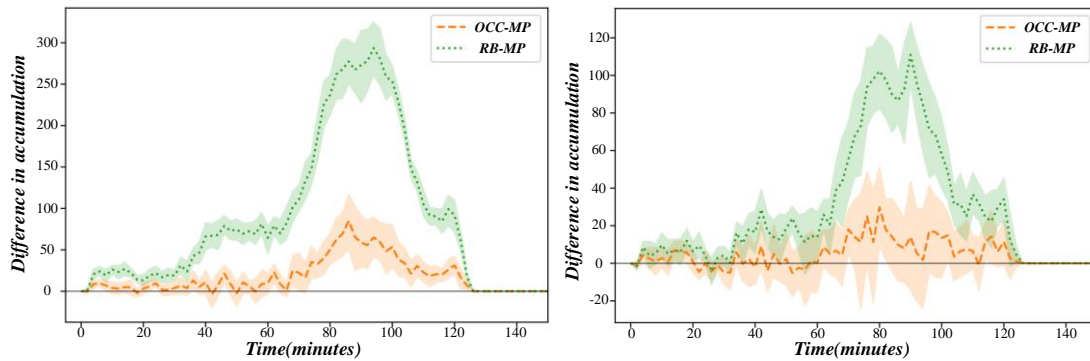 Difference in accumulation
300
250
200
150
100
50
0
0 20 40 60 80 100 120 140
Time(minutes)
OCC-MP
RB-MP
Difference in accumulation
120
100
80
60
40
20
0
-20
0 20 40 60 80 100 120 140
Time(minutes)
OCC-MP
RB-MP